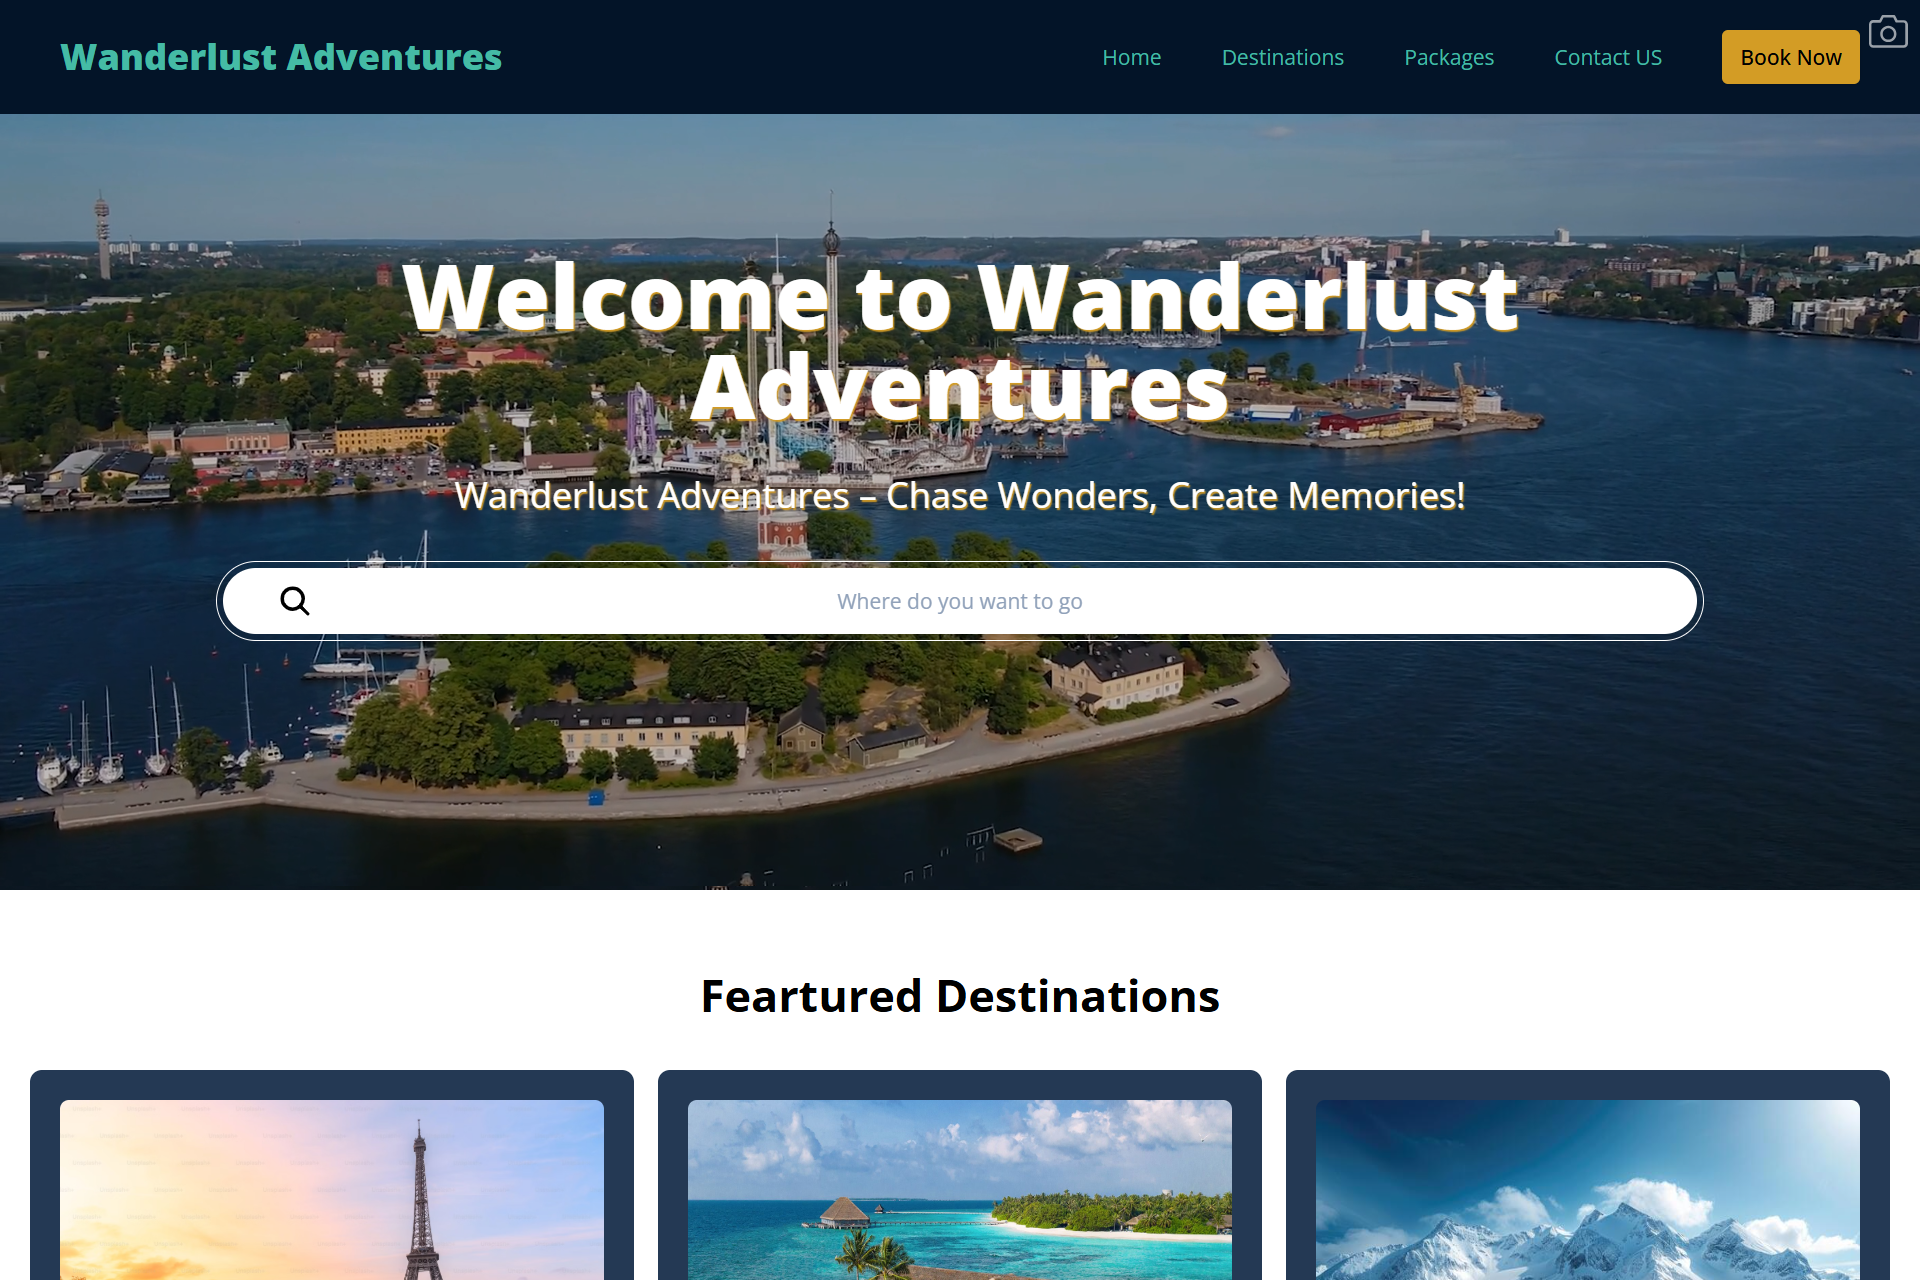 Wanderlust Adventures
Home
Destinations
Packages
Contact US
Book Now
Welcome to Wanderlust
Adventures
Wanderlust Adventures – Chase Wonders, Create Memories!
Where do you want to go
Feartured Destinations